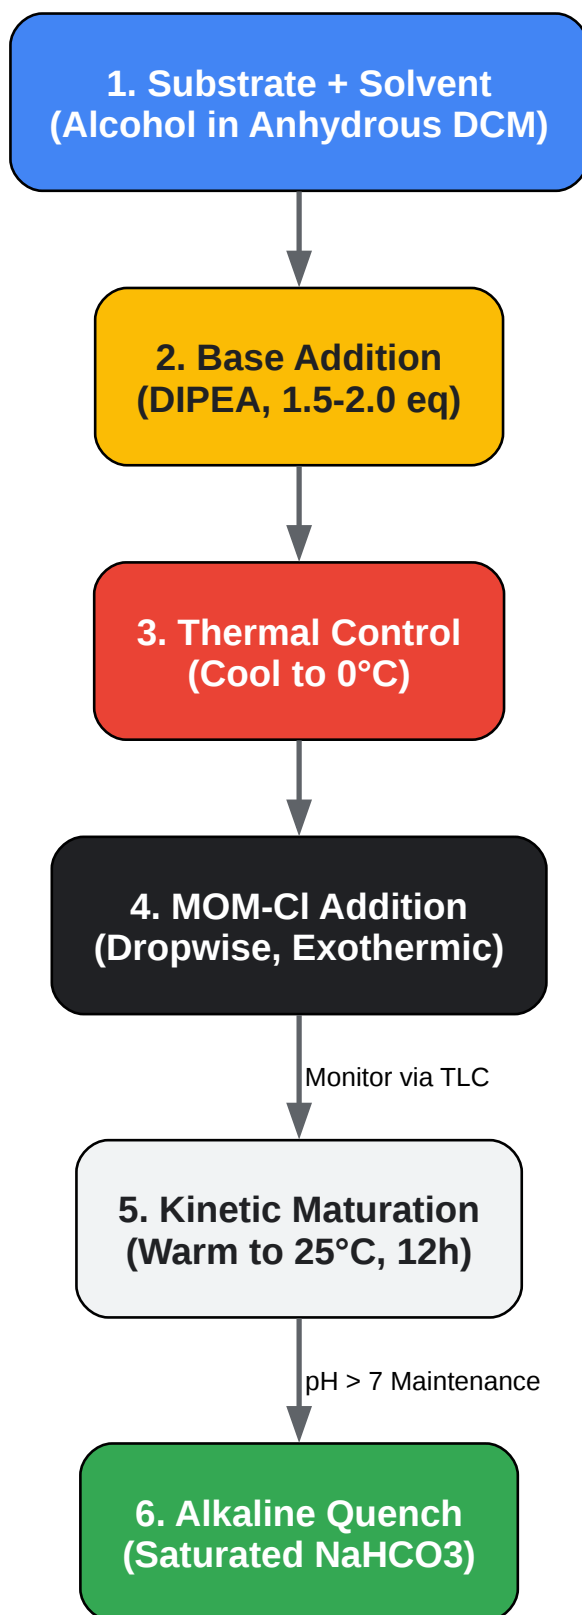 1. Substrate + Solvent
(Alcohol in Anhydrous DCM)
2. Base Addition
(DIPEA, 1.5-2.0 eq)
3. Thermal Control
(Cool to 0°C)
4. MOM-Cl Addition
(Dropwise, Exothermic)
Monitor via TLC
5. Kinetic Maturation
(Warm to 25°C, 12h)
pH > 7 Maintenance
6. Alkaline Quench
(Saturated NaHCO3)